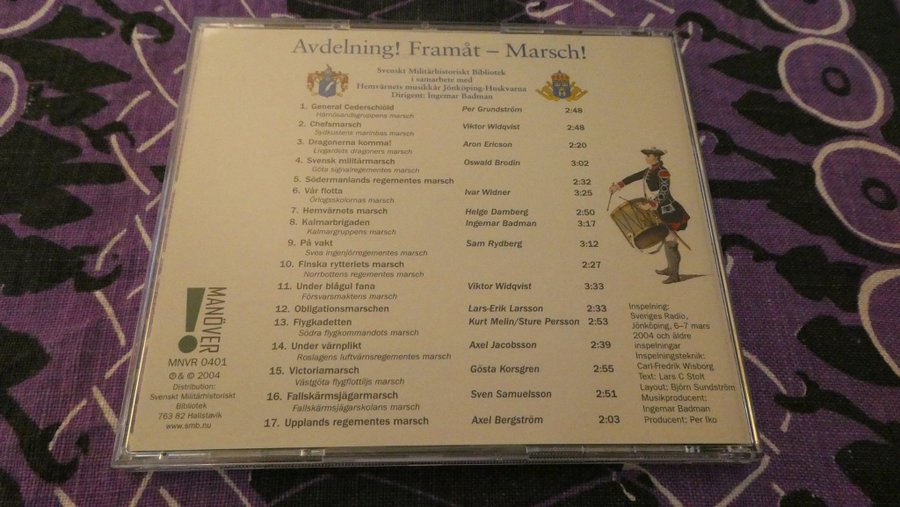 Avdelning! Framåt – Marsch!
Svenskt Militärhistoriskt Bibliotek
i samarbete med
Hemvärnets musikkår Jönköping-Huskvarna
Dirigent: Ingemar Badman
1. General Cederschiöld Per Grundström 2:48
Härnösandsgruppens marsch
2. Chefsmarsch Viktor Widqvist 2:48
Sydkustens marinbas marsch
3. Dragonerna komma! Aron Ericson 2:20
Livgardets dragoners marsch
4. Svensk militärmarsch Oswald Brodin 3:02
Göta signalregementes marsch
5. Södermanlands regementes marsch 2:32
6. Vår flotta Ivar Widner 3:25
Örlogsskolornas marsch
7. Hemvärnets marsch Helge Damberg 2:50
8. Kalmarbrigaden Ingemar Badman 3:17
Kalmargruppens marsch
9. På vakt Sam Rydberg 3:12
Svea ingenjörregementes marsch
10. Finska rytteriets marsch 2:27
Norrbottens regementes marsch
11. Under blågul fana Viktor Widqvist 3:33
Försvarsmaktens marsch
12. Obligationsmarschen Lars-Erik Larsson 2:33
13. Flygkadetten Kurt Melin/Sture Persson 2:53
Södra flygkommandots marsch
14. Under värnplikt Axel Jacobsson 2:39
Roslagens luftvärnsregementes marsch
15. Victoriamarsch Gösta Korsgren 2:55
Västgöta flygflottiljs marsch
16. Fallskärmsjägarmarsch Sven Samuelsson 2:51
Fallskärmsjägarskolans marsch
17. Upplands regementes marsch Axel Bergström 2:03
MANÖVER
!
MNVR 0401
℗ & © 2004
Distribution:
Svenskt Militärhistoriskt
Bibliotek
763 82 Hallstavik
www.smb.nu
Inspelning:
Sveriges Radio,
Jönköping, 6–7 mars
2004 och äldre
inspelningar
Inspelningsteknik:
Carl-Fredrik Wisborg
Text: Lars C Stolt
Layout; Björn Sundström
Musikproducent:
Ingemar Badman
Producent: Per Iko